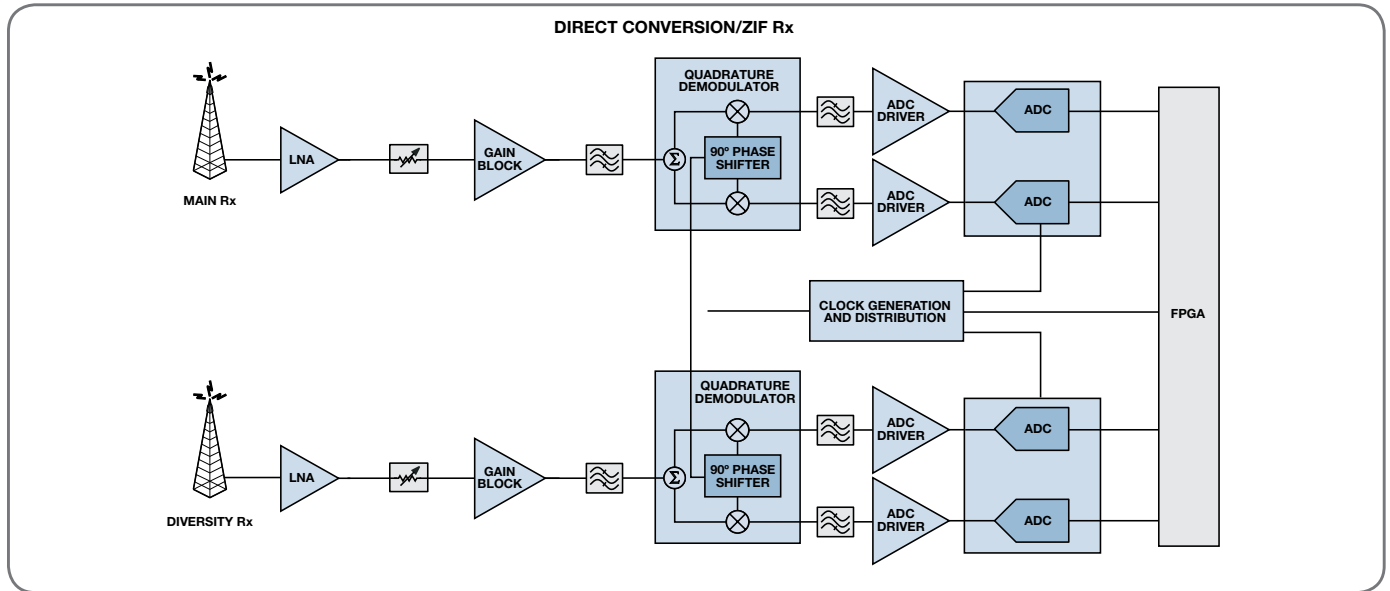 DIRECT CONVERSION/ZIF Rx
MAIN Rx
LNA
GAIN
BLOCK
QUADRATURE
DEMODULATOR
Σ
90° PHASE
SHIFTER
ADC
DRIVER
ADC
ADC
DRIVER
ADC
CLOCK GENERATION
AND DISTRIBUTION
FPGA
DIVERSITY Rx
LNA
GAIN
BLOCK
QUADRATURE
DEMODULATOR
Σ
90° PHASE
SHIFTER
ADC
DRIVER
ADC
ADC
DRIVER
ADC